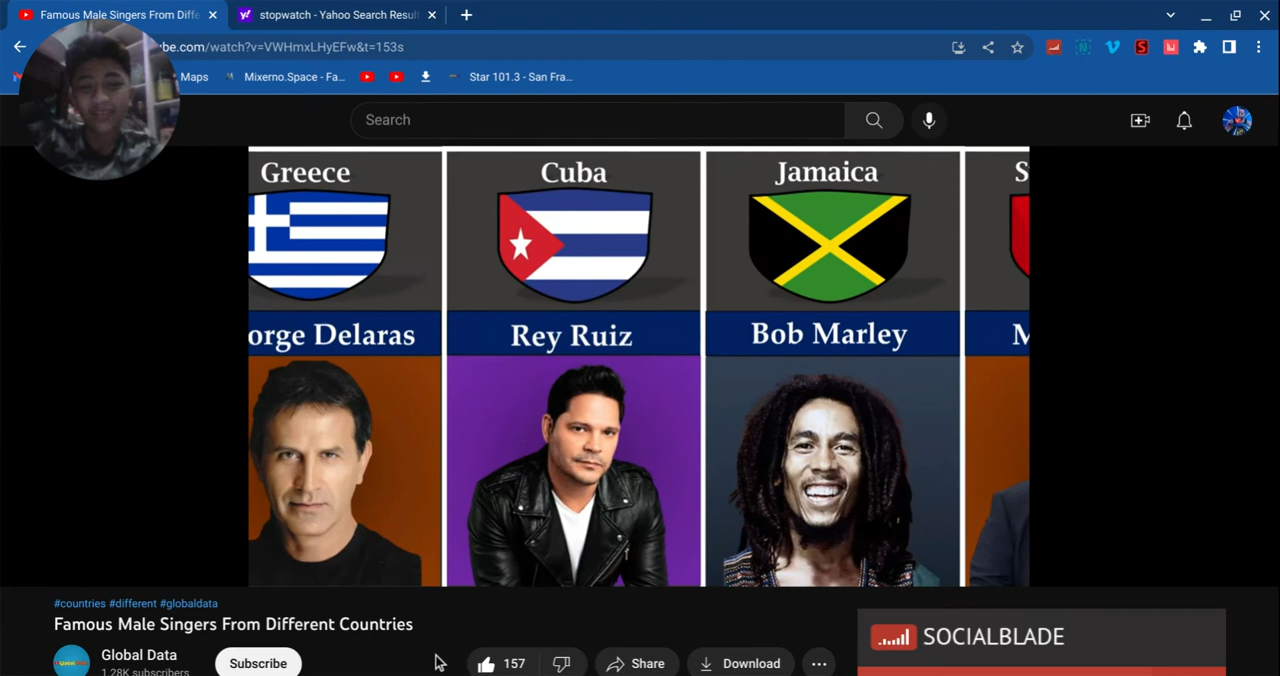 Famous Male Singers From Diffe
stopwatch - Yahoo Search Result
be.com/watch?v=VWHmxLHyEFw&t=153s
Maps
Mixerno.Space - Fa...
Star 101.3 - San Fra...
Search
Greece
Cuba
Jamaica
S
orge Delaras
Rey Ruiz
Bob Marley
M
#countries #different #globaldata
Famous Male Singers From Different Countries
Global Data
1.28K subscribers
Subscribe
157
Share
Download
SOCIALBLADE